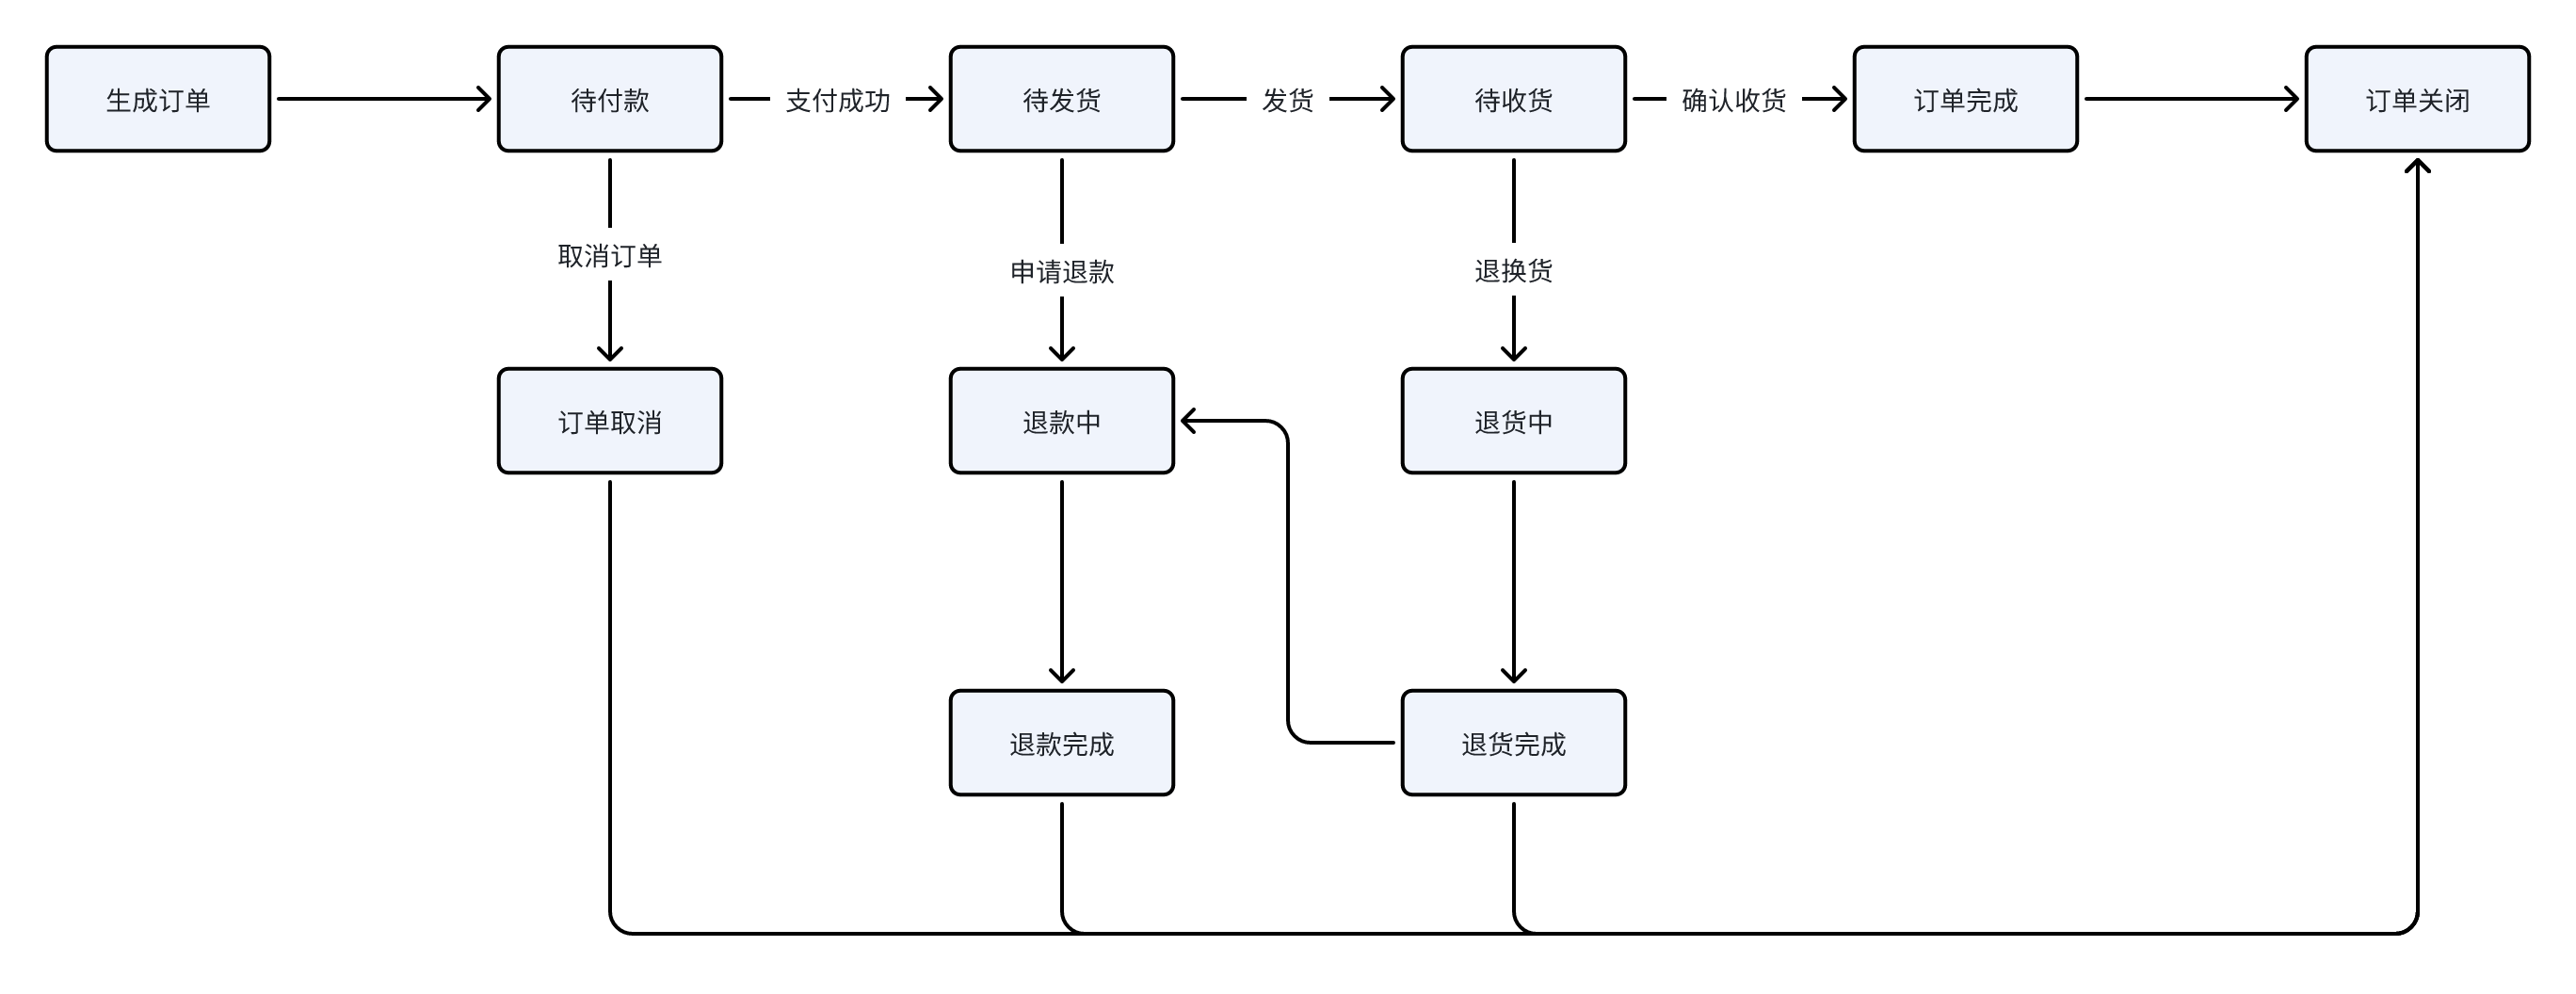 生成订单
待付款
支付成功
待发货
发货
待收货
确认收货
订单完成
订单关闭
取消订单
申请退款
退换货
订单取消
退款中
退货中
退款完成
退货完成